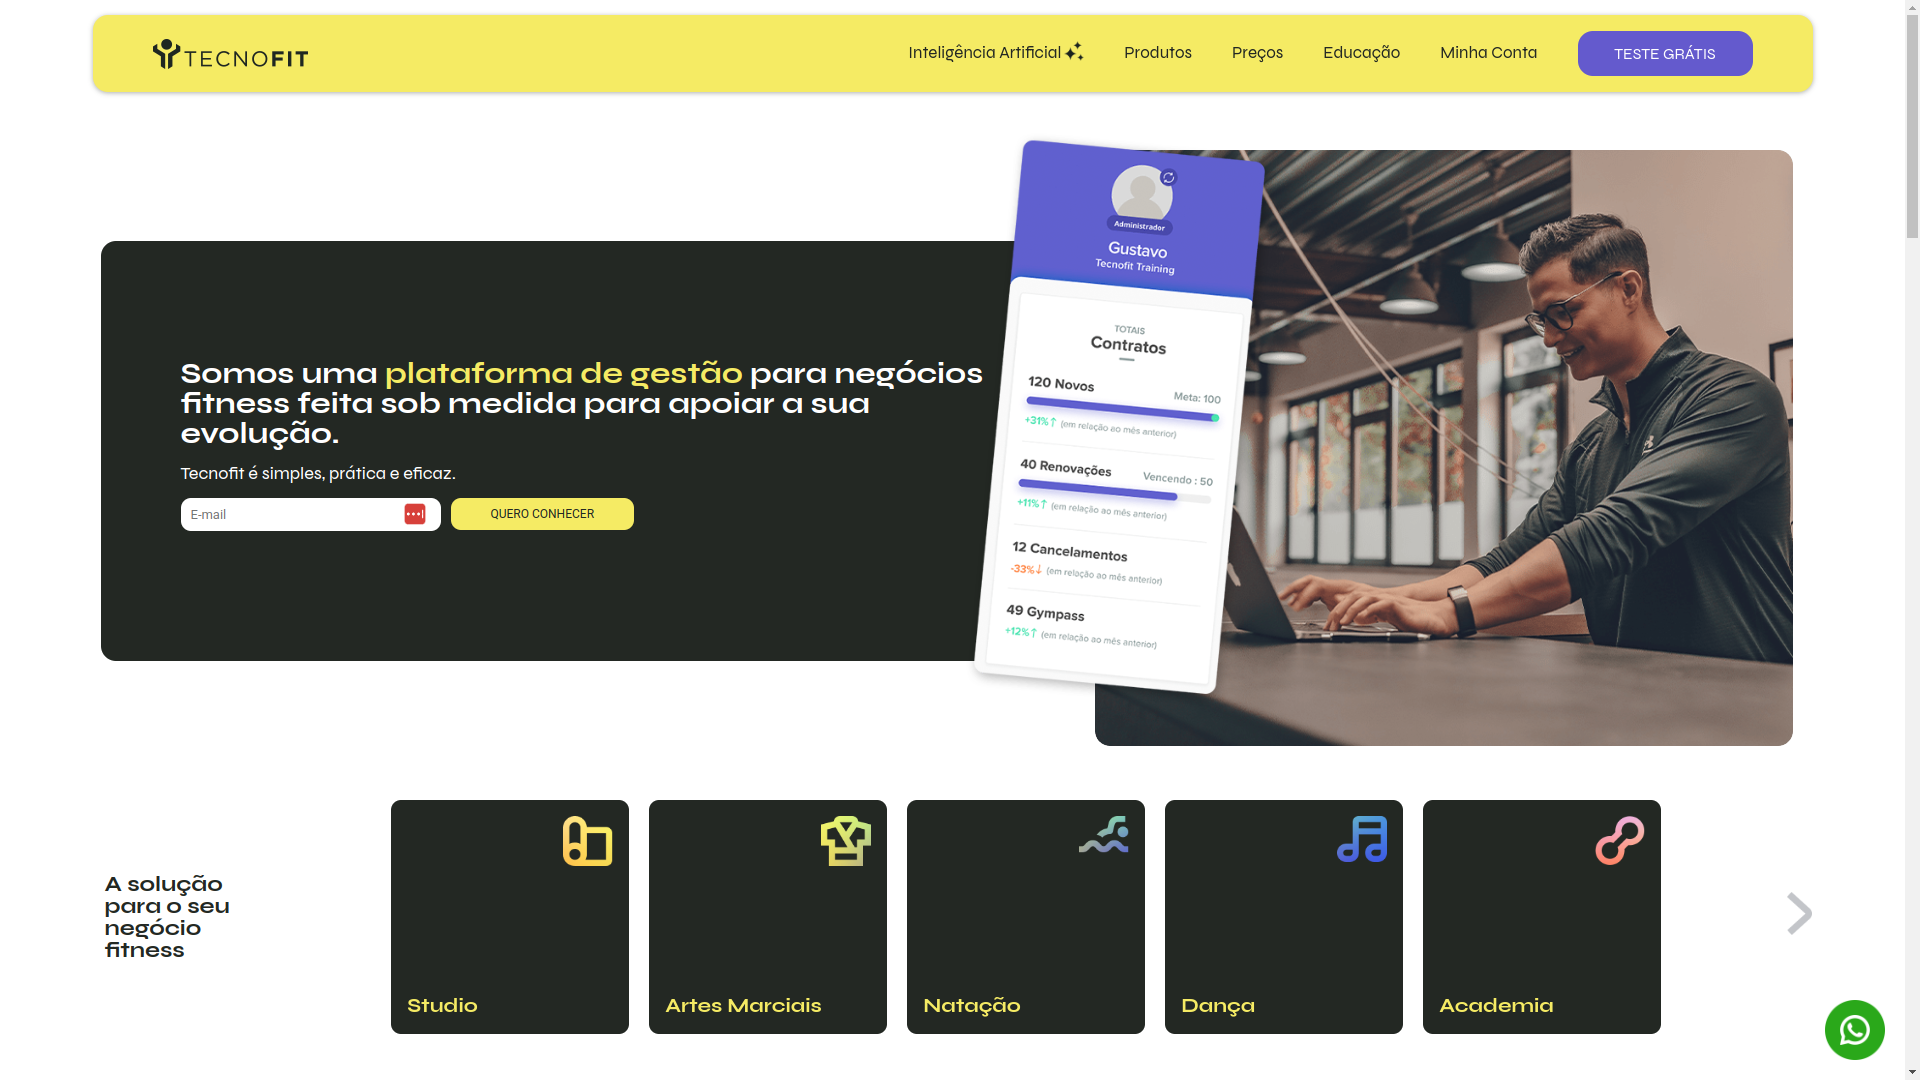 TECNOFIT
Inteligência Artificial
Produtos
Preços
Educação
Minha Conta
TESTE GRÁTIS
Administrador
Gustavo
Tecnofit Training
TOTAIS
Contratos
120 Novos
Meta: 100
+31%↑ (em relação ao mês anterior)
40 Renovações
Vencendo : 50
+11%↑ (em relação ao mês anterior)
12 Cancelamentos
-33%↓ (em relação ao mês anterior)
49 Gympass
+12%↑ (em relação ao mês anterior)
Somos uma plataforma de gestão para negócios
fitness feita sob medida para apoiar a sua
evolução.
Tecnofit é simples, prática e eficaz.
E-mail
QUERO CONHECER
A solução
para o seu
negócio
fitness
Studio
Artes Marciais
Natação
Dança
Academia